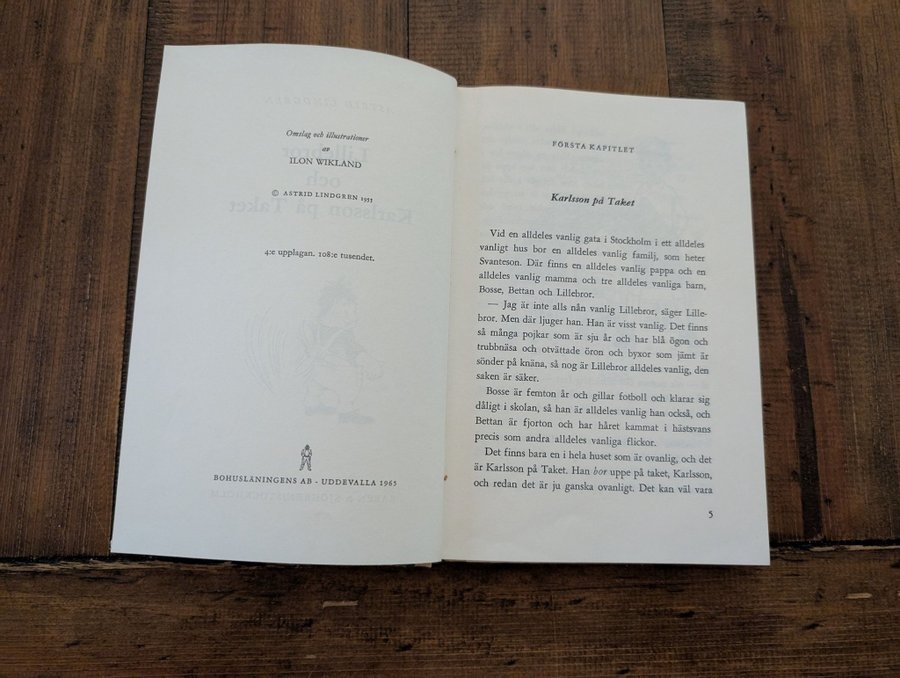 Omslag och illustrationer
av
ILON WIKLAND
© ASTRID LINDGREN 1955
4:e upplagan. 108:e tusendet.
BOHUSLÄNINGENS AB - UDDEVALLA 1965
FÖRSTA KAPITLET
Karlsson på Taket
Vid en alldeles vanlig gata i Stockholm i ett alldeles
vanligt hus bor en alldeles vanlig familj, som heter
Svanteson. Där finns en alldeles vanlig pappa och en
alldeles vanlig mamma och tre alldeles vanliga barn,
Bosse, Bettan och Lillebror.
— Jag är inte alls nån vanlig Lillebror, säger Lille-
bror. Men där ljuger han. Han är visst vanlig. Det finns
så många pojkar som är sju år och har blå ögon och
trubbnäsa och otvättade öron och byxor som jämt är
sönder på knäna, så nog är Lillebror alldeles vanlig, den
saken är säker.
Bosse är femton år och gillar fotboll och klarar sig
dåligt i skolan, så han är alldeles vanlig han också, och
Bettan är fjorton och har håret kammat i hästsvans
precis som andra alldeles vanliga flickor.
Det finns bara en i hela huset som är ovanlig, och det
är Karlsson på Taket. Han bor uppe på taket, Karlsson,
och redan det är ju ganska ovanligt. Det kan väl vara
5